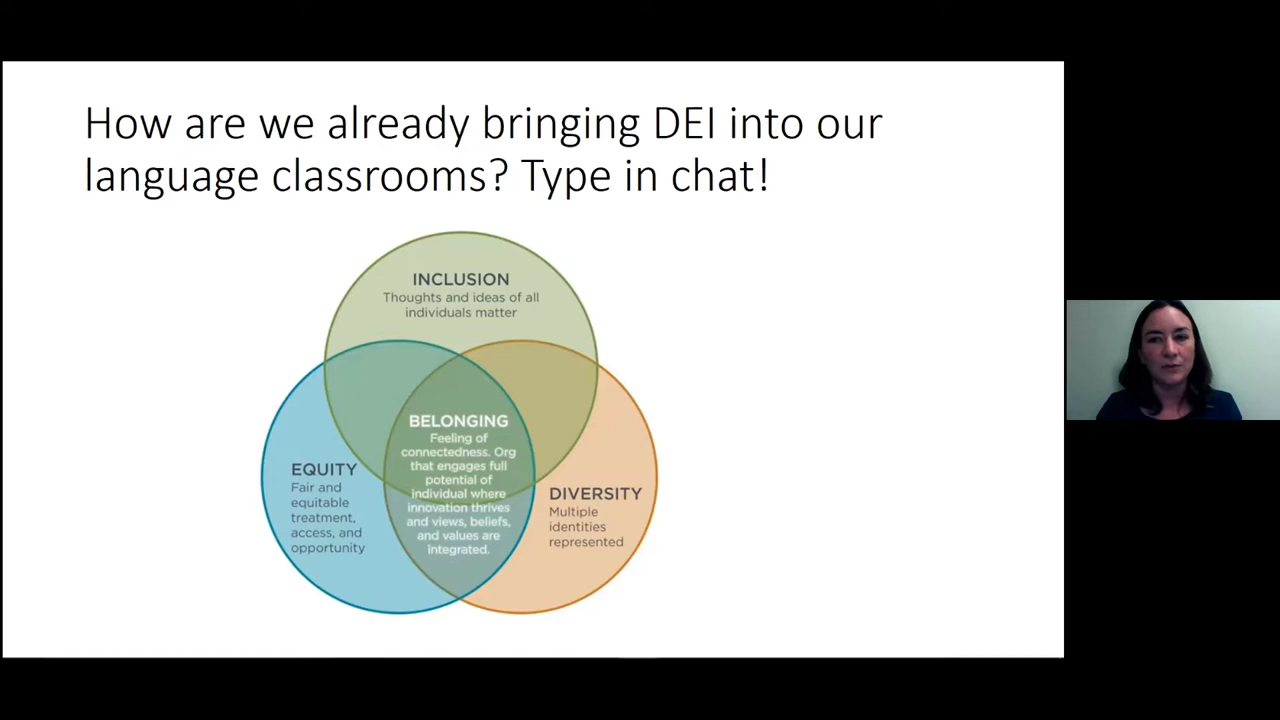 How are we already bringing DEI into our
language classrooms? Type in chat!
INCLUSION
Thoughts and ideas of all
individuals matter
BELONGING
Feeling of
connectedness. Org
that engages full
potential of
individual where
innovation thrives
and views, beliefs,
and values are
integrated.
EQUITY
Fair and
equitable
treatment,
access, and
opportunity
DIVERSITY
Multiple
identities
represented